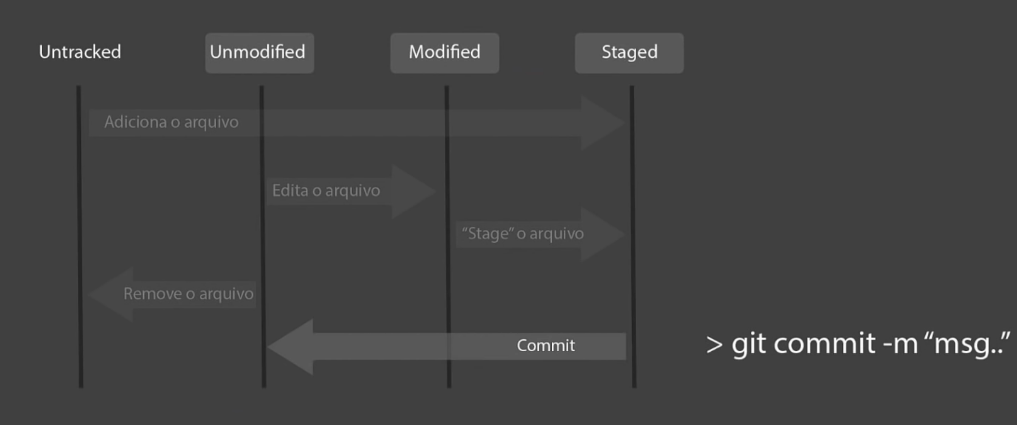 Untracked
Unmodified
Modified
Staged
Adiciona o arquivo
Edita o arquivo
“Stage” o arquivo
Remove o arquivo
Commit
> git commit -m “msg..”